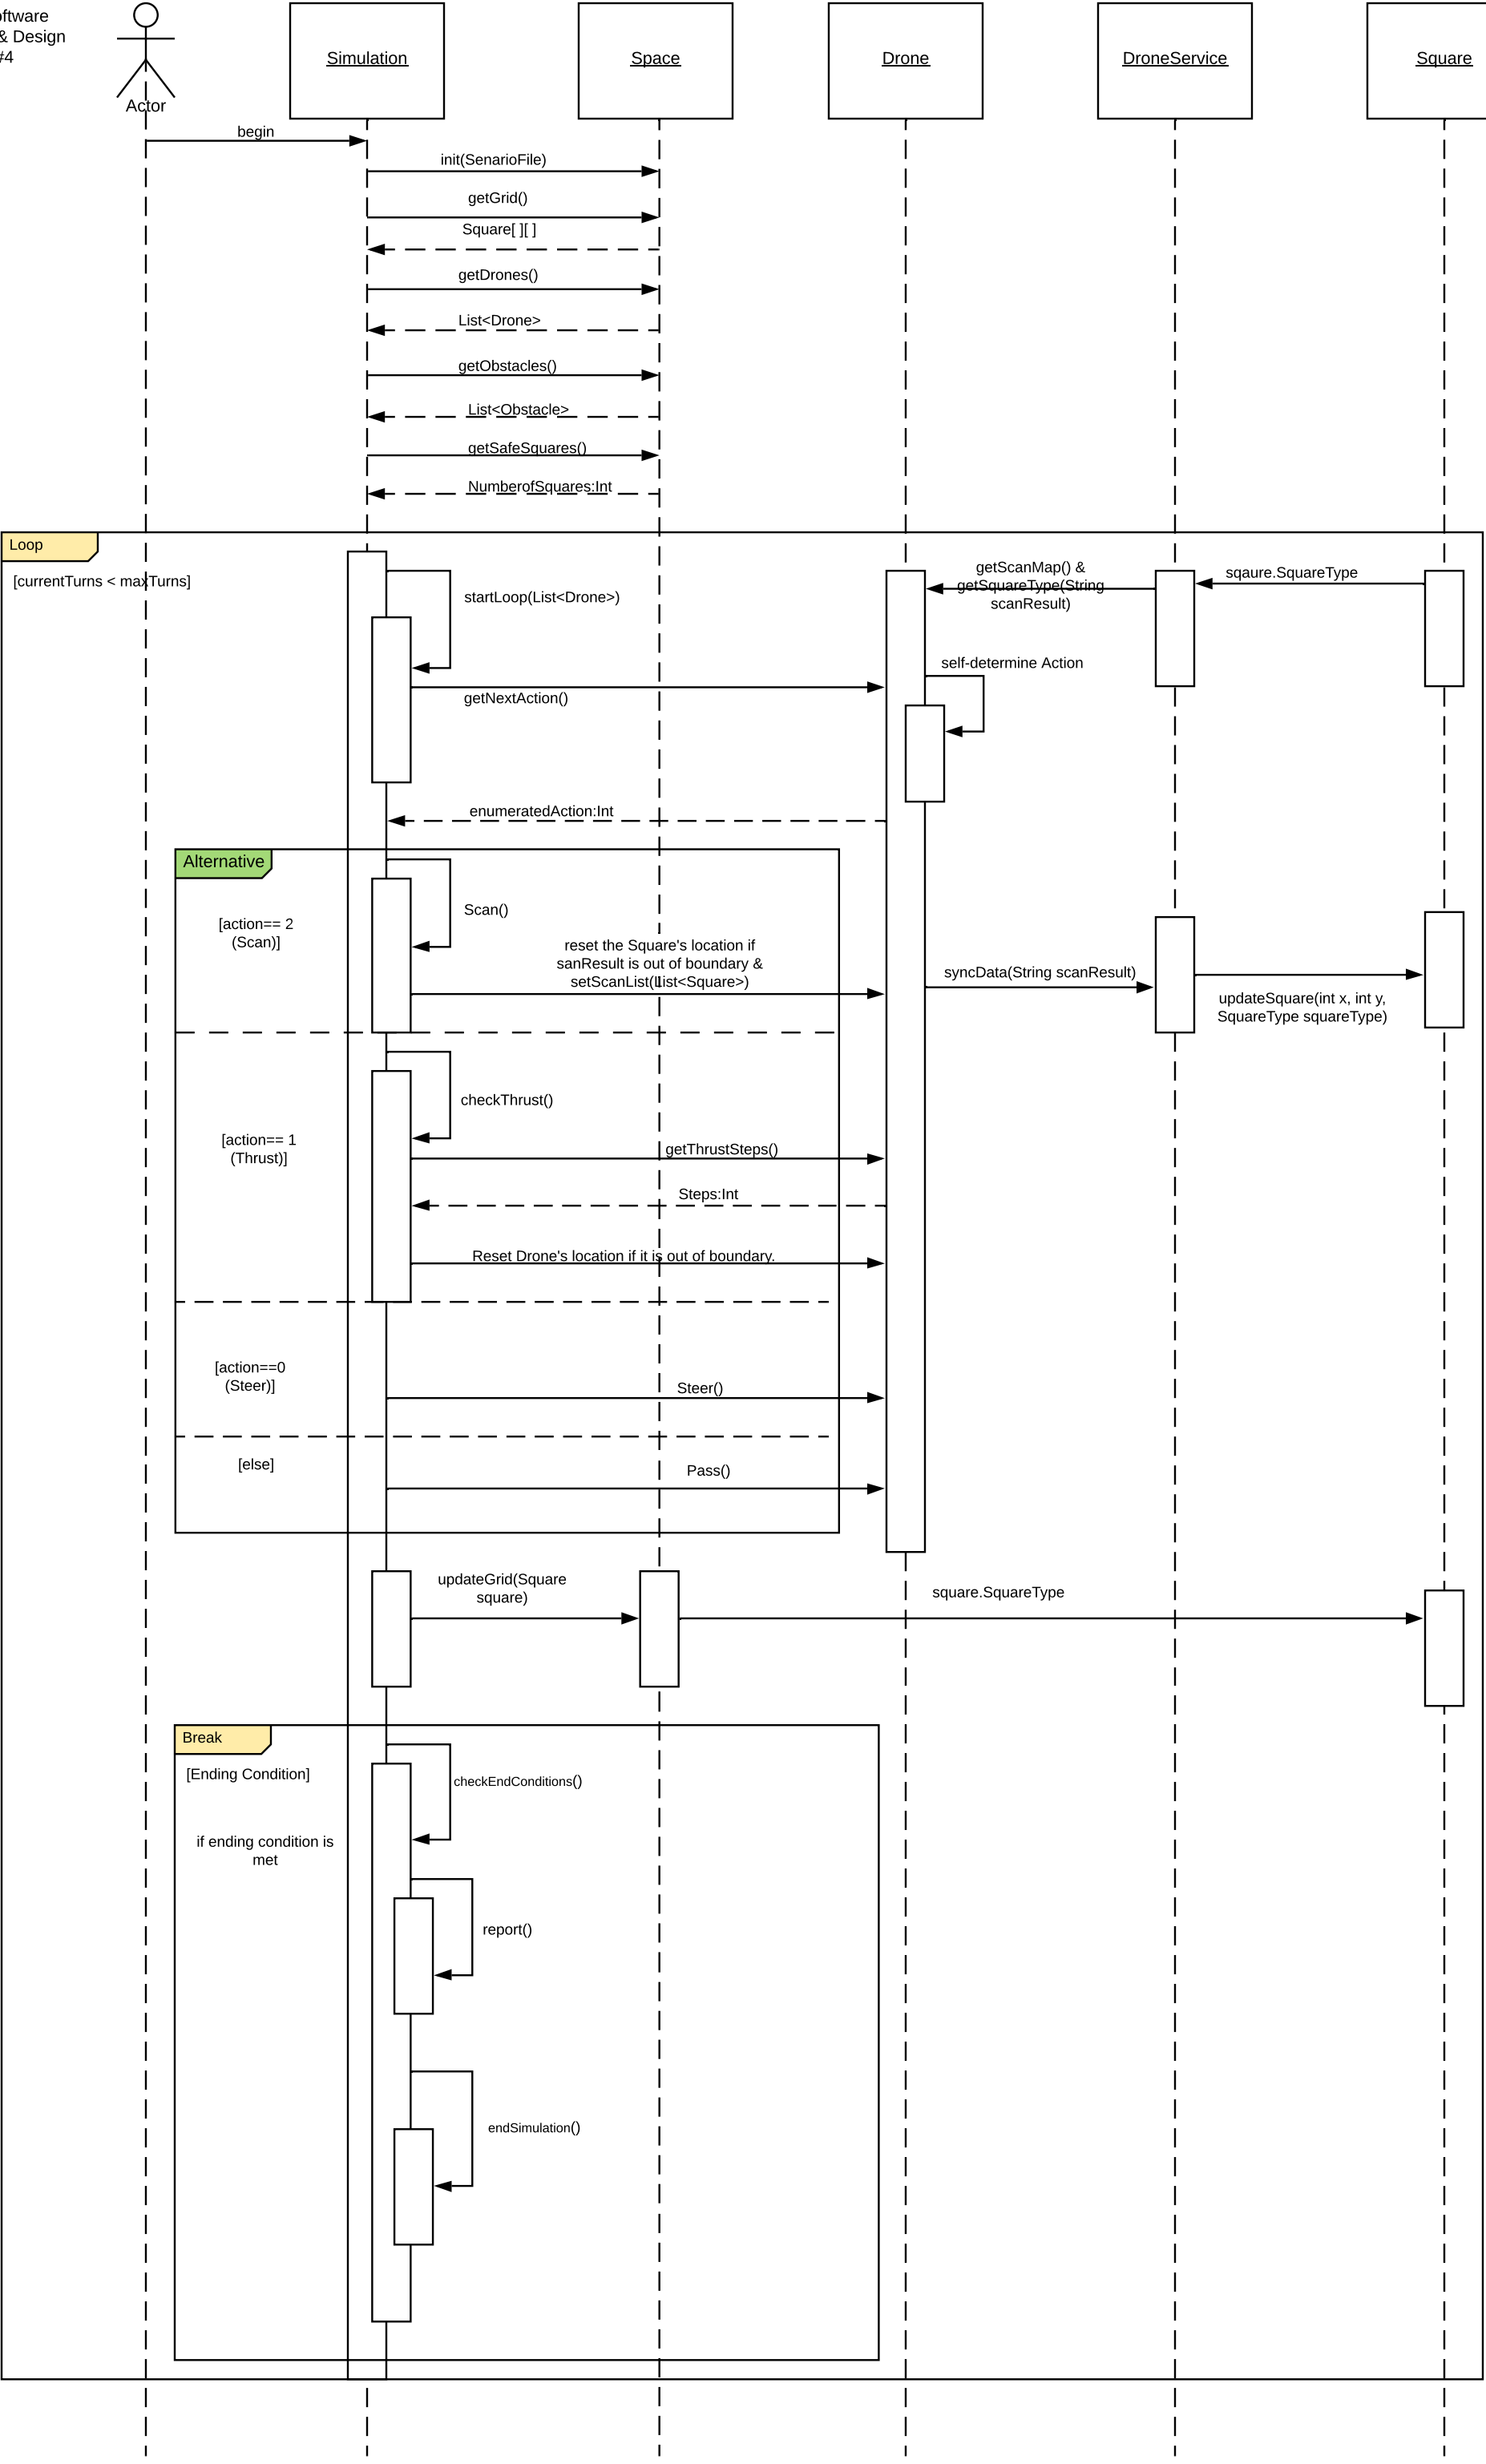 & Design
#4
Actor
Simulation
Space
Drone
DroneService
Square
begin
init(SenarioFile)
getGrid()
Square[ ][ ]
getDrones()
List<Drone>
getObstacles()
List<Obstacle>
getSafeSquares()
NumberofSquares:Int
Loop
[currentTurns < maxTurns]
startLoop(List<Drone>)
getScanMap() &
getSquareType(String
scanResult)
sqaure.SquareType
self-determine Action
getNextAction()
enumeratedAction:Int
Alternative
[action== 2
(Scan)]
Scan()
reset the Square's location if
sanResult is out of boundary &
setScanList(List<Square>)
syncData(String scanResult)
updateSquare(int x, int y,
SquareType squareType)
checkThrust()
[action== 1
(Thrust)]
getThrustSteps()
Steps:Int
Reset Drone's location if it is out of boundary.
[action==0
(Steer)]
Steer()
[else]
Pass()
updateGrid(Square
square)
square.SquareType
Break
[Ending Condition]
checkEndConditions()
if ending condition is
met
report()
endSimulation()